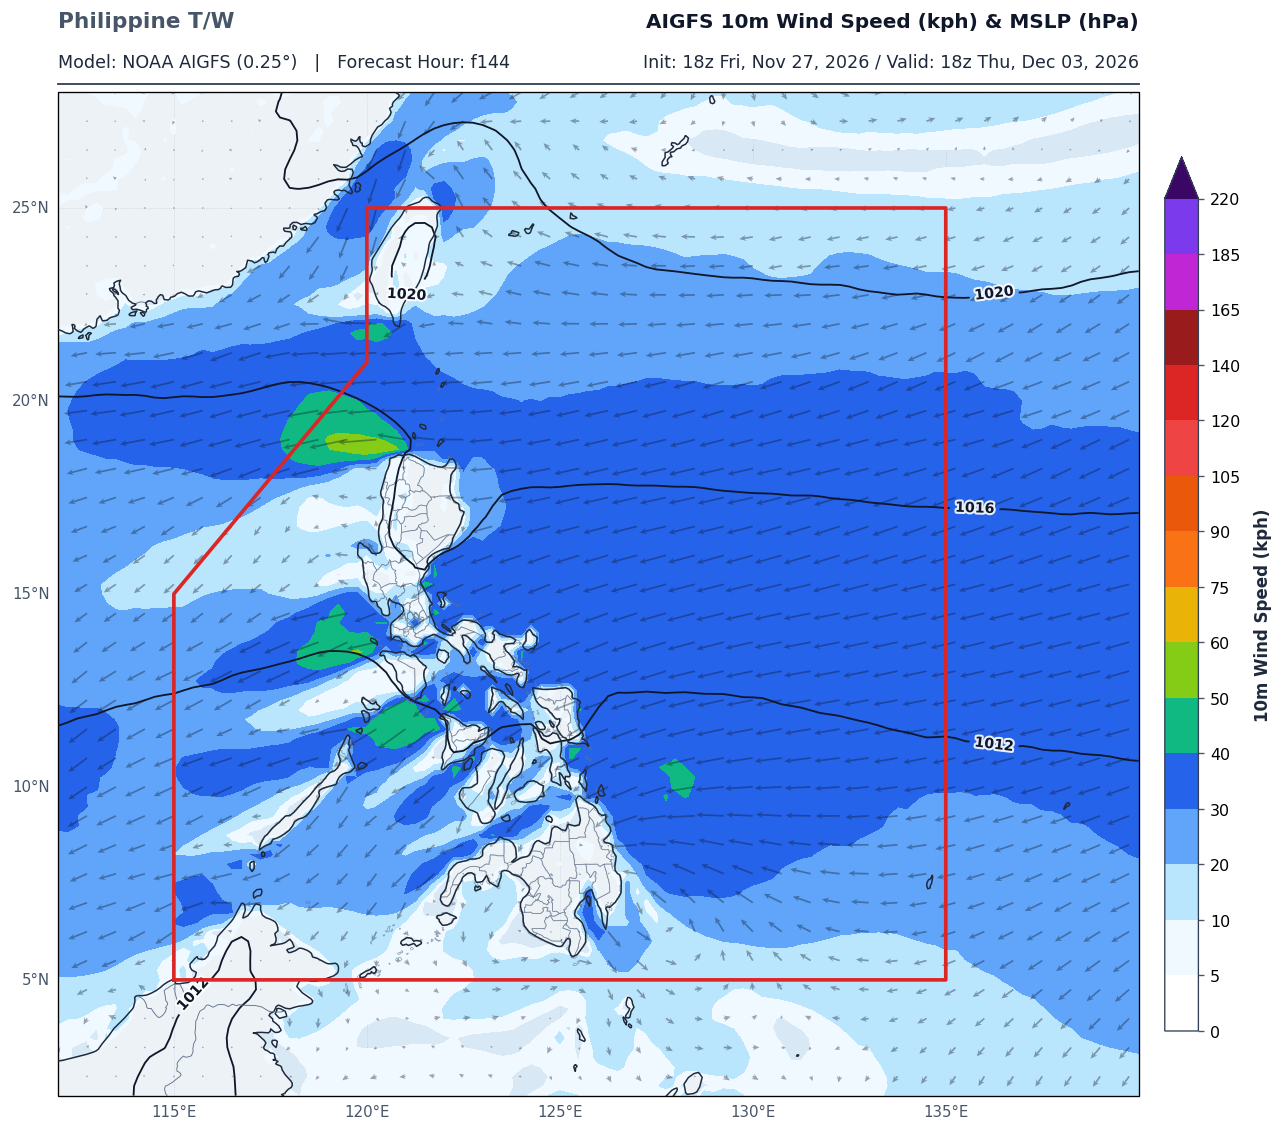 Philippine T/W
AIGFS 10m Wind Speed (kph) & MSLP (hPa)
Model: NOAA AIGFS (0.25°) | Forecast Hour: f144
Init: 18z Fri, Nov 27, 2026 / Valid: 18z Thu, Dec 03, 2026
25°N
20°N
15°N
10°N
5°N
115°E
120°E
125°E
130°E
135°E
1020
1020
1016
1012
1012
220
185
165
140
120
105
90
75
60
50
40
30
20
10
5
0
10m Wind Speed (kph)